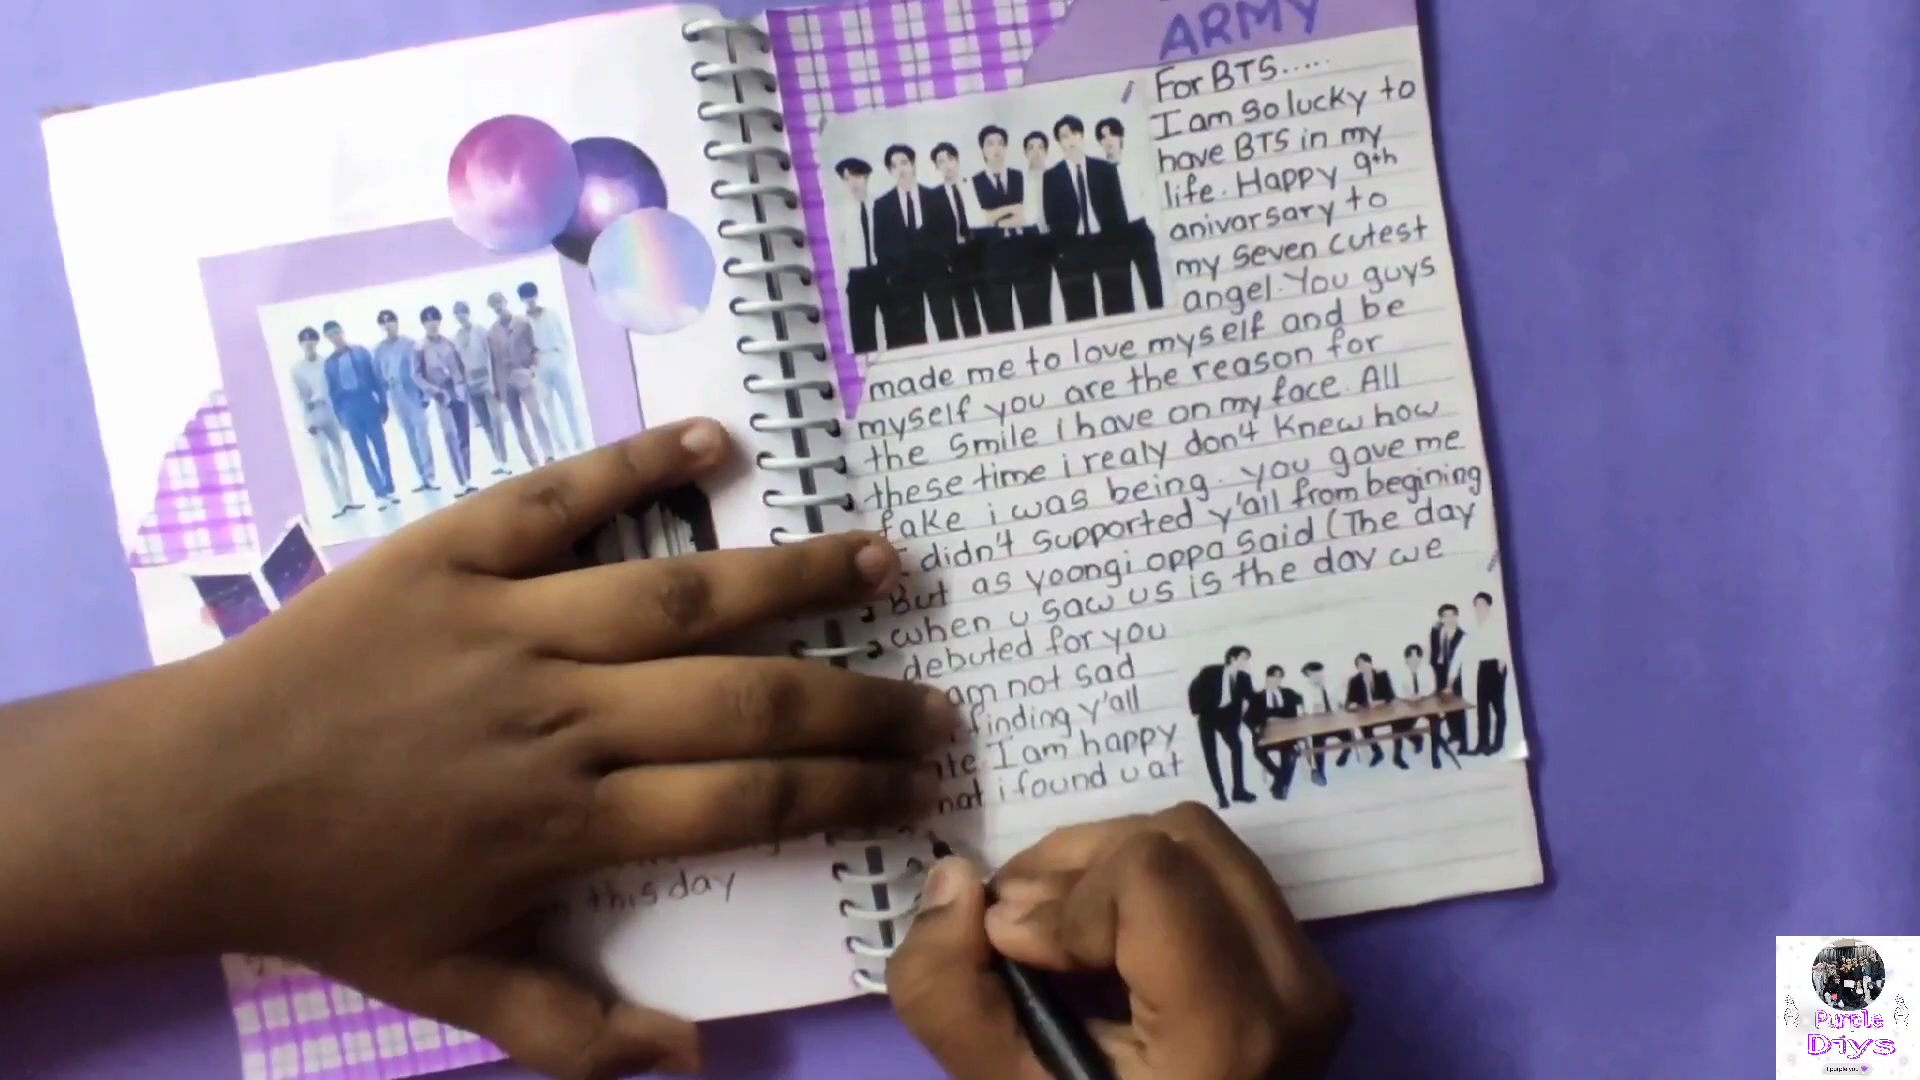 ARMY
For BTS.....
I am so lucky to
have BTS in my
life. Happy 9th
anivarsary to
my seven cutest
angel. You guys
made me to love myself and be
myself you are the reason for
the smile i have on my face. All
these time i realy don't knew how
fake i was being. you gave me
didn't supported y'all from begining
But as yoongi oppa said (The day
when u saw us is the day we
debuted for you
am not sad
finding y'all
I am happy
i found u at
this day
Purple
Diys
I purple you